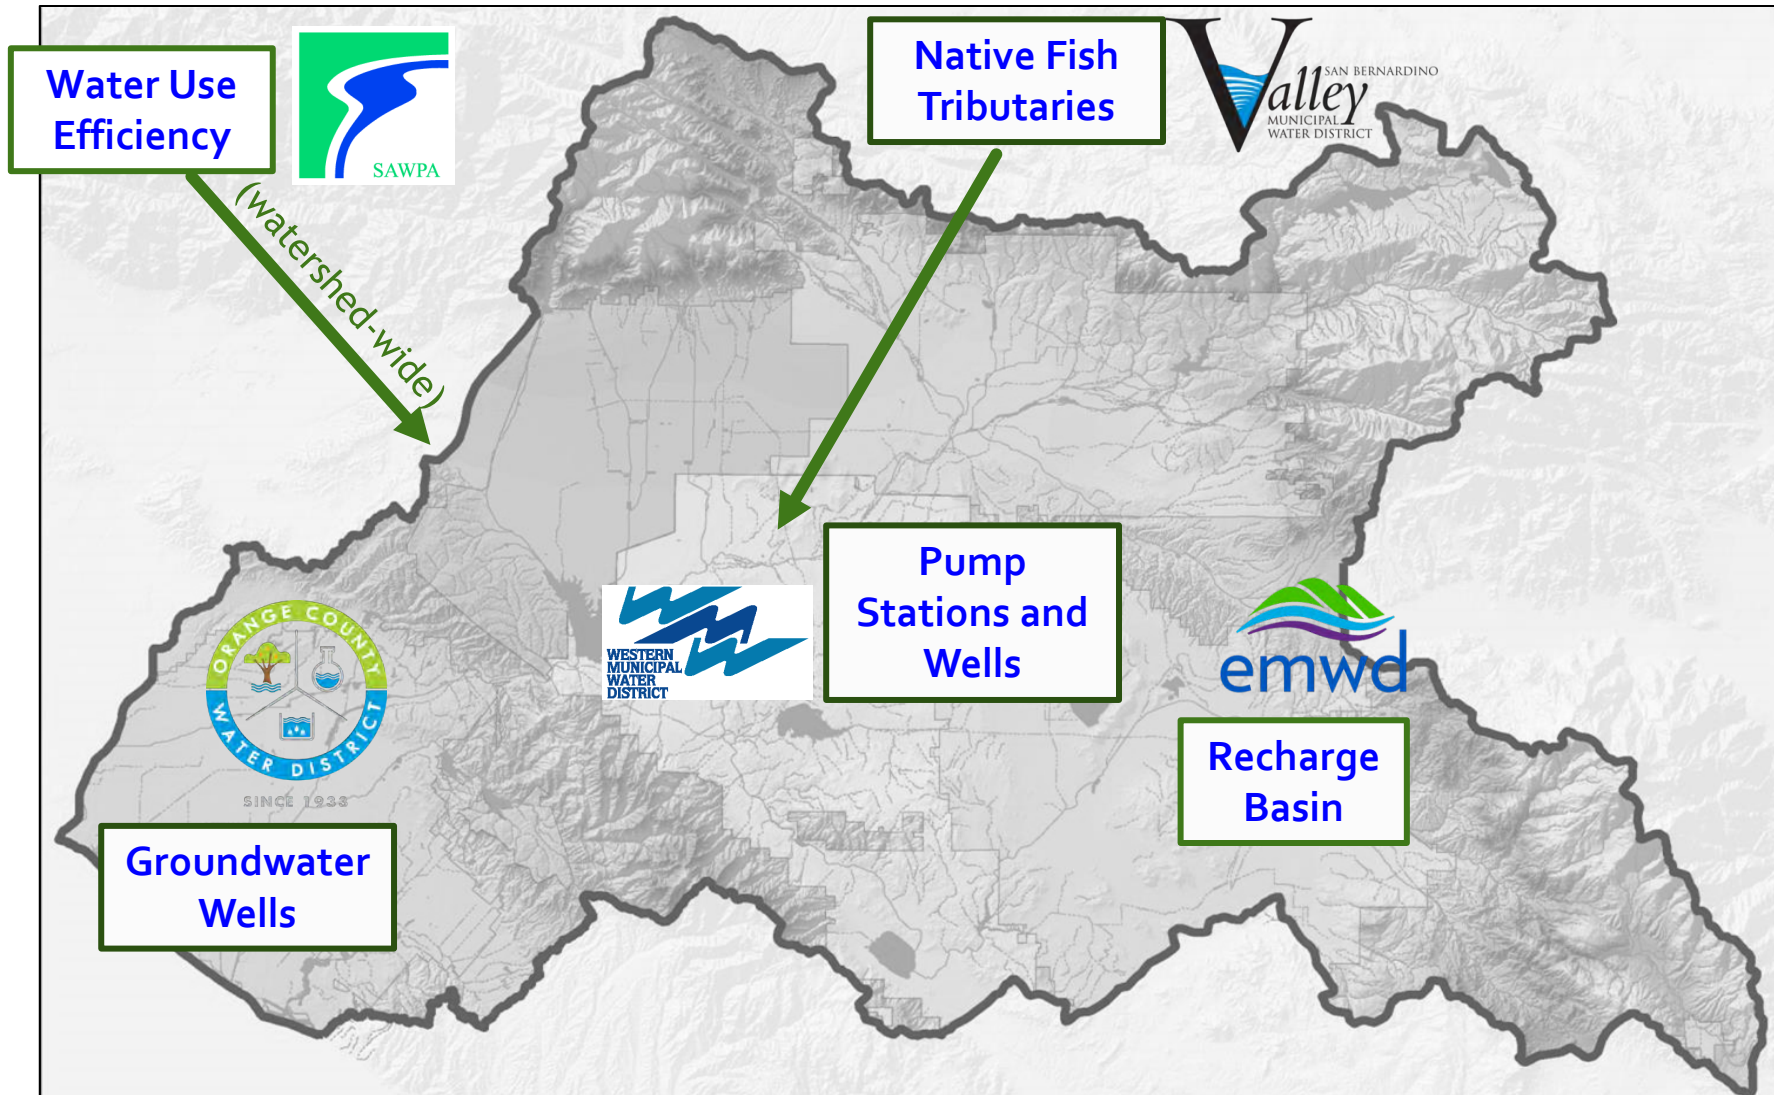 Water Use
Efficiency
SAWPA
(watershed-wide)
Native Fish
Tributaries
Valley
SAN BERNARDINO
MUNICIPAL
WATER DISTRICT
Pump
Stations and
Wells
WESTERN
MUNICIPAL
WATER
DISTRICT
emwd
Recharge
Basin
ORANGE COUNTY
WATER DISTRICT
SINCE 1933
Groundwater
Wells